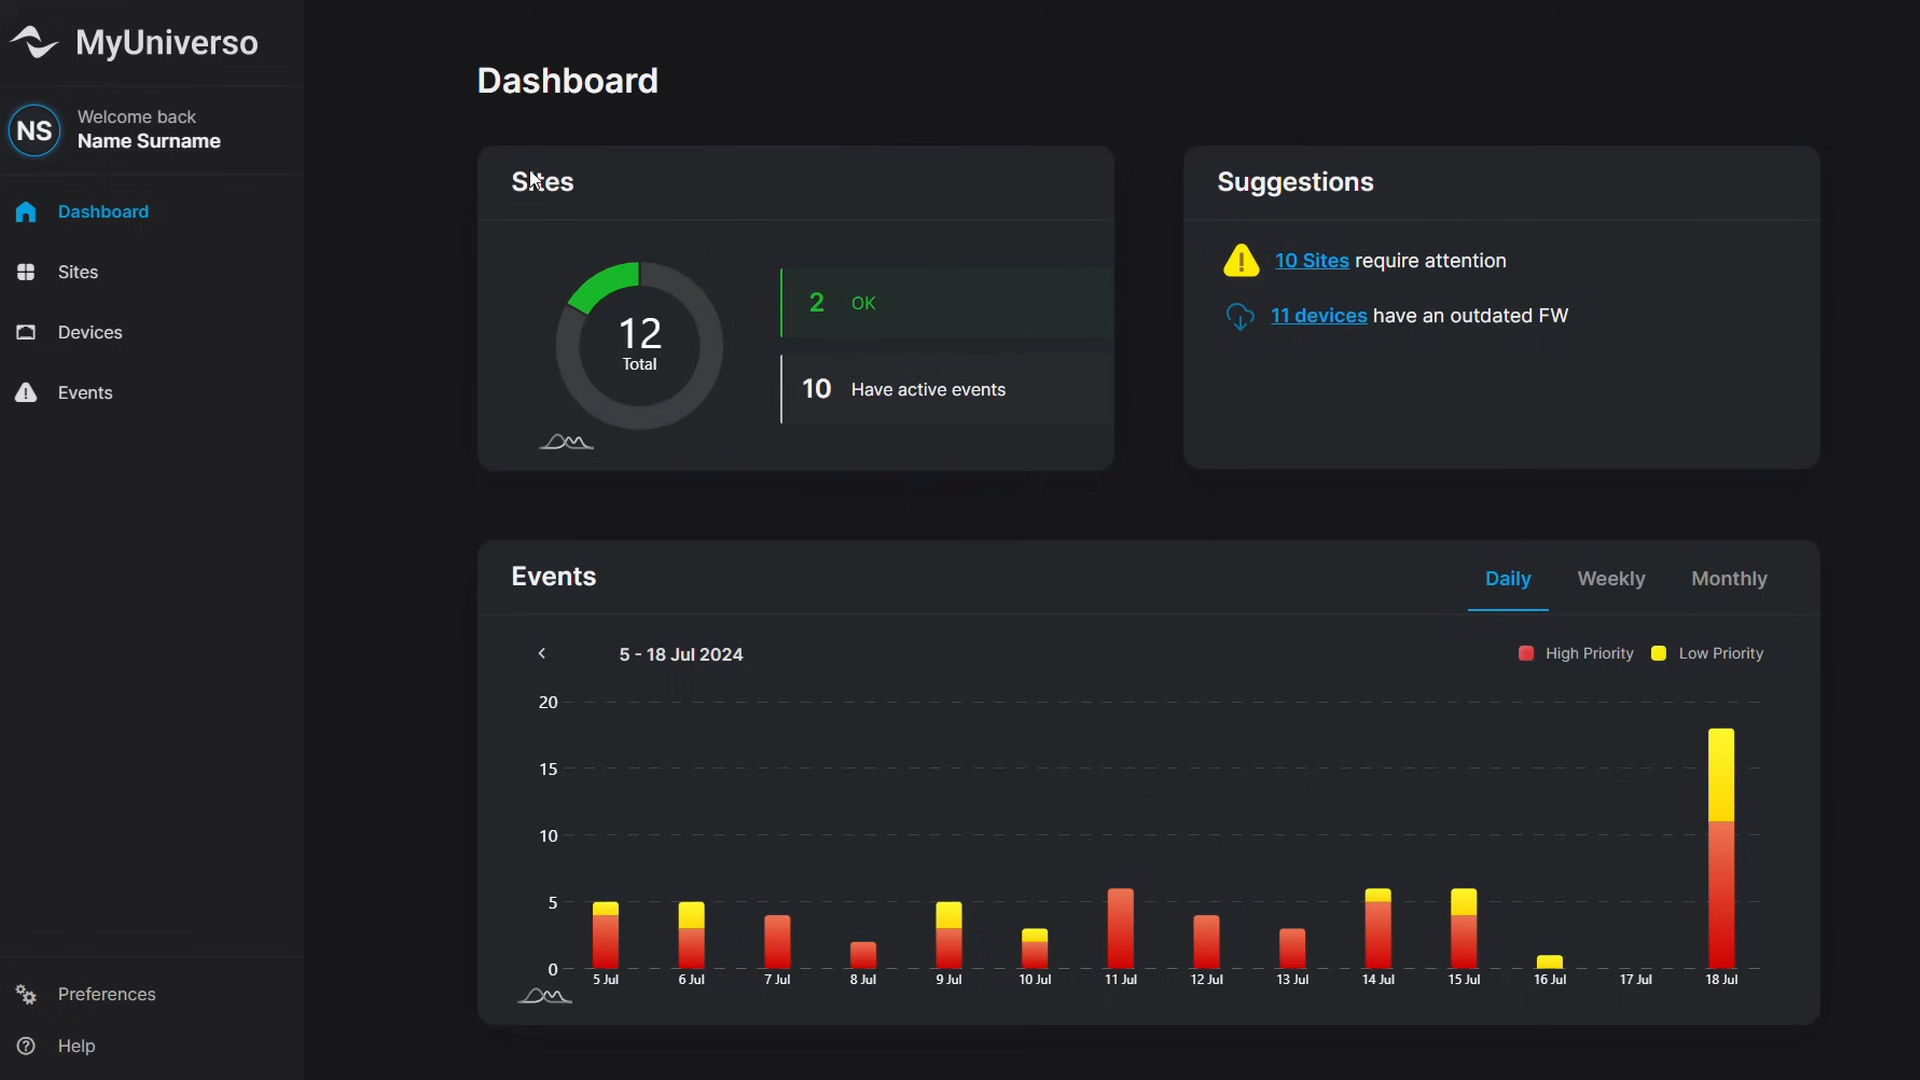 MyUniverso
NS
Welcome back
Name Surname
Dashboard
Sites
Devices
Events
Preferences
Help
Dashboard
Sites
12
Total
2 OK
10 Have active events
Suggestions
10 Sites require attention
11 devices have an outdated FW
Events
Daily Weekly Monthly
5 - 18 Jul 2024
High Priority Low Priority
20
15
10
5
0
5 Jul 6 Jul 7 Jul 8 Jul 9 Jul 10 Jul 11 Jul 12 Jul 13 Jul 14 Jul 15 Jul 16 Jul 17 Jul 18 Jul